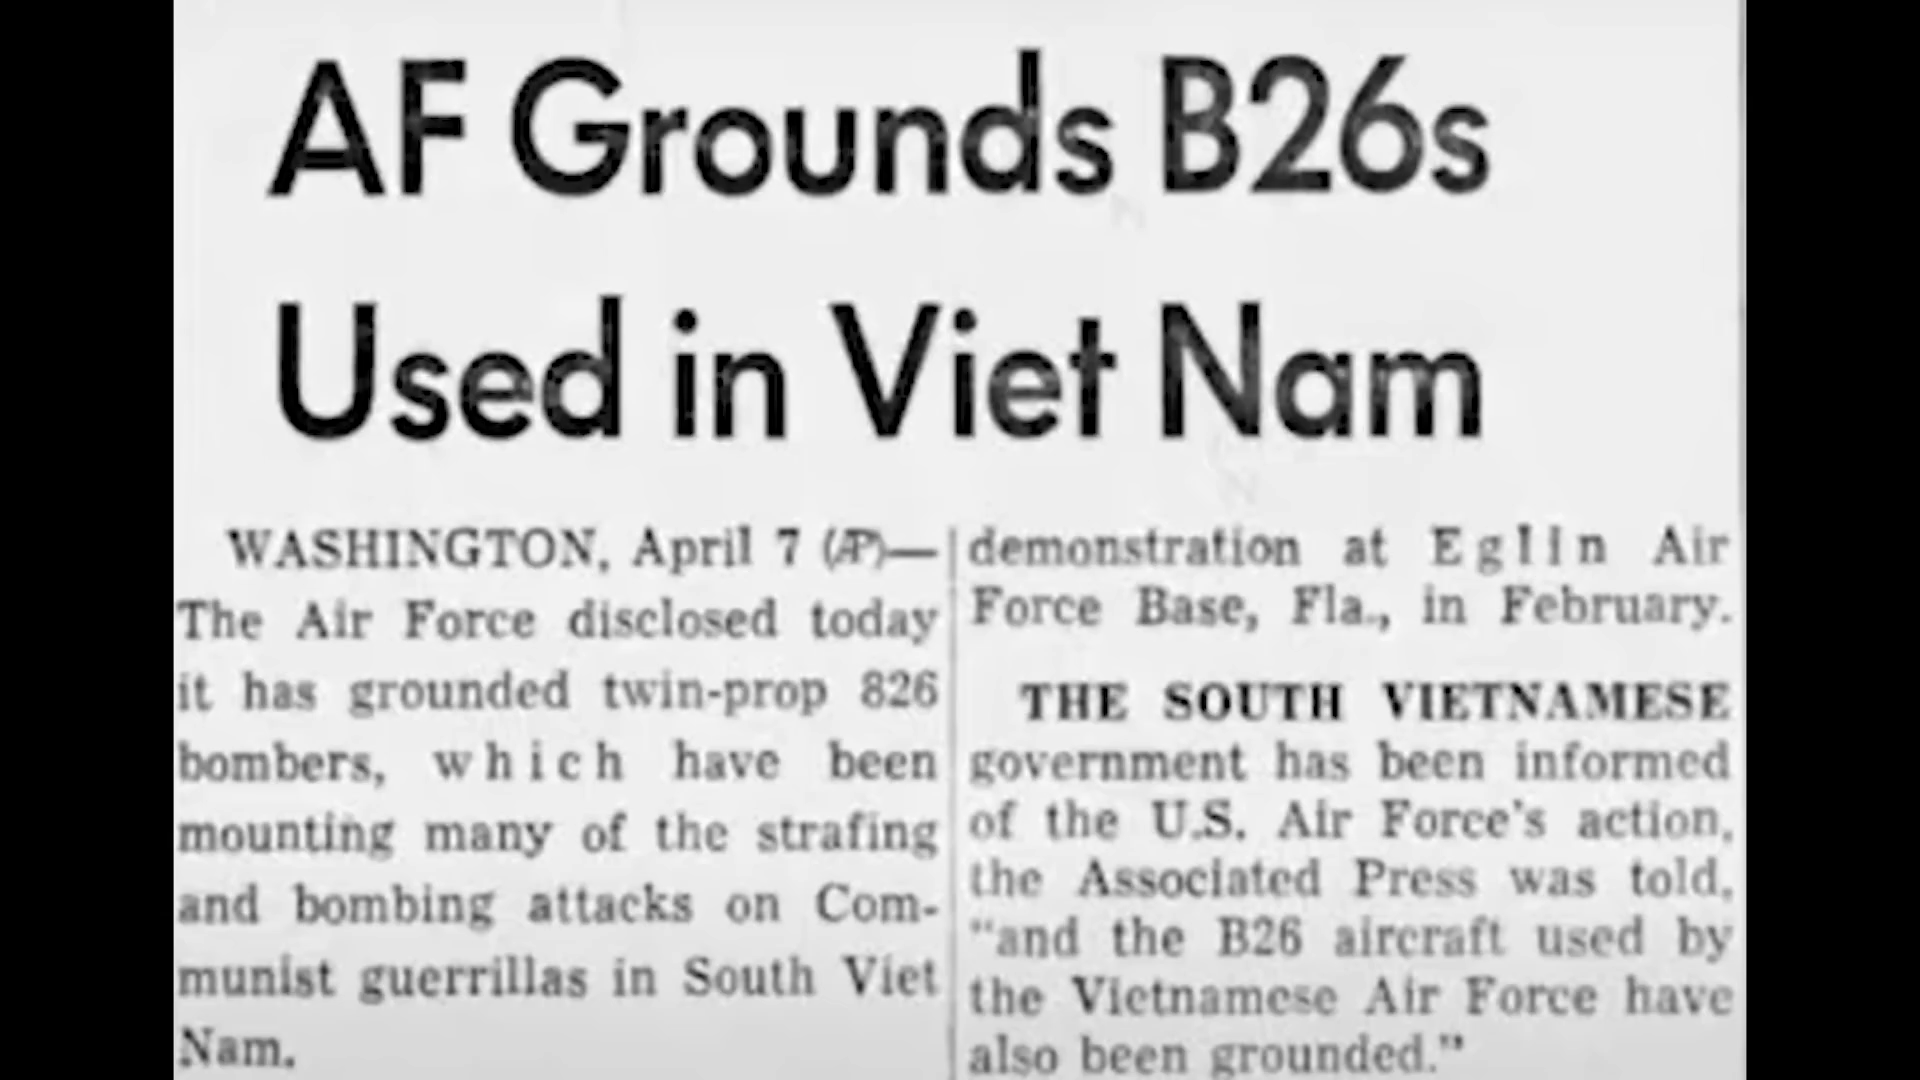 AF Grounds B26s
Used in Viet Nam
WASHINGTON, April 7 (AP)—
The Air Force disclosed today
it has grounded twin-prop 826
bombers, which have been
mounting many of the strafing
and bombing attacks on Com-
munist guerrillas in South Viet
Nam.
demonstration at Eglin Air
Force Base, Fla., in February.
THE SOUTH VIETNAMESE
government has been informed
of the U.S. Air Force's action,
the Associated Press was told,
"and the B26 aircraft used by
the Vietnamese Air Force have
also been grounded."